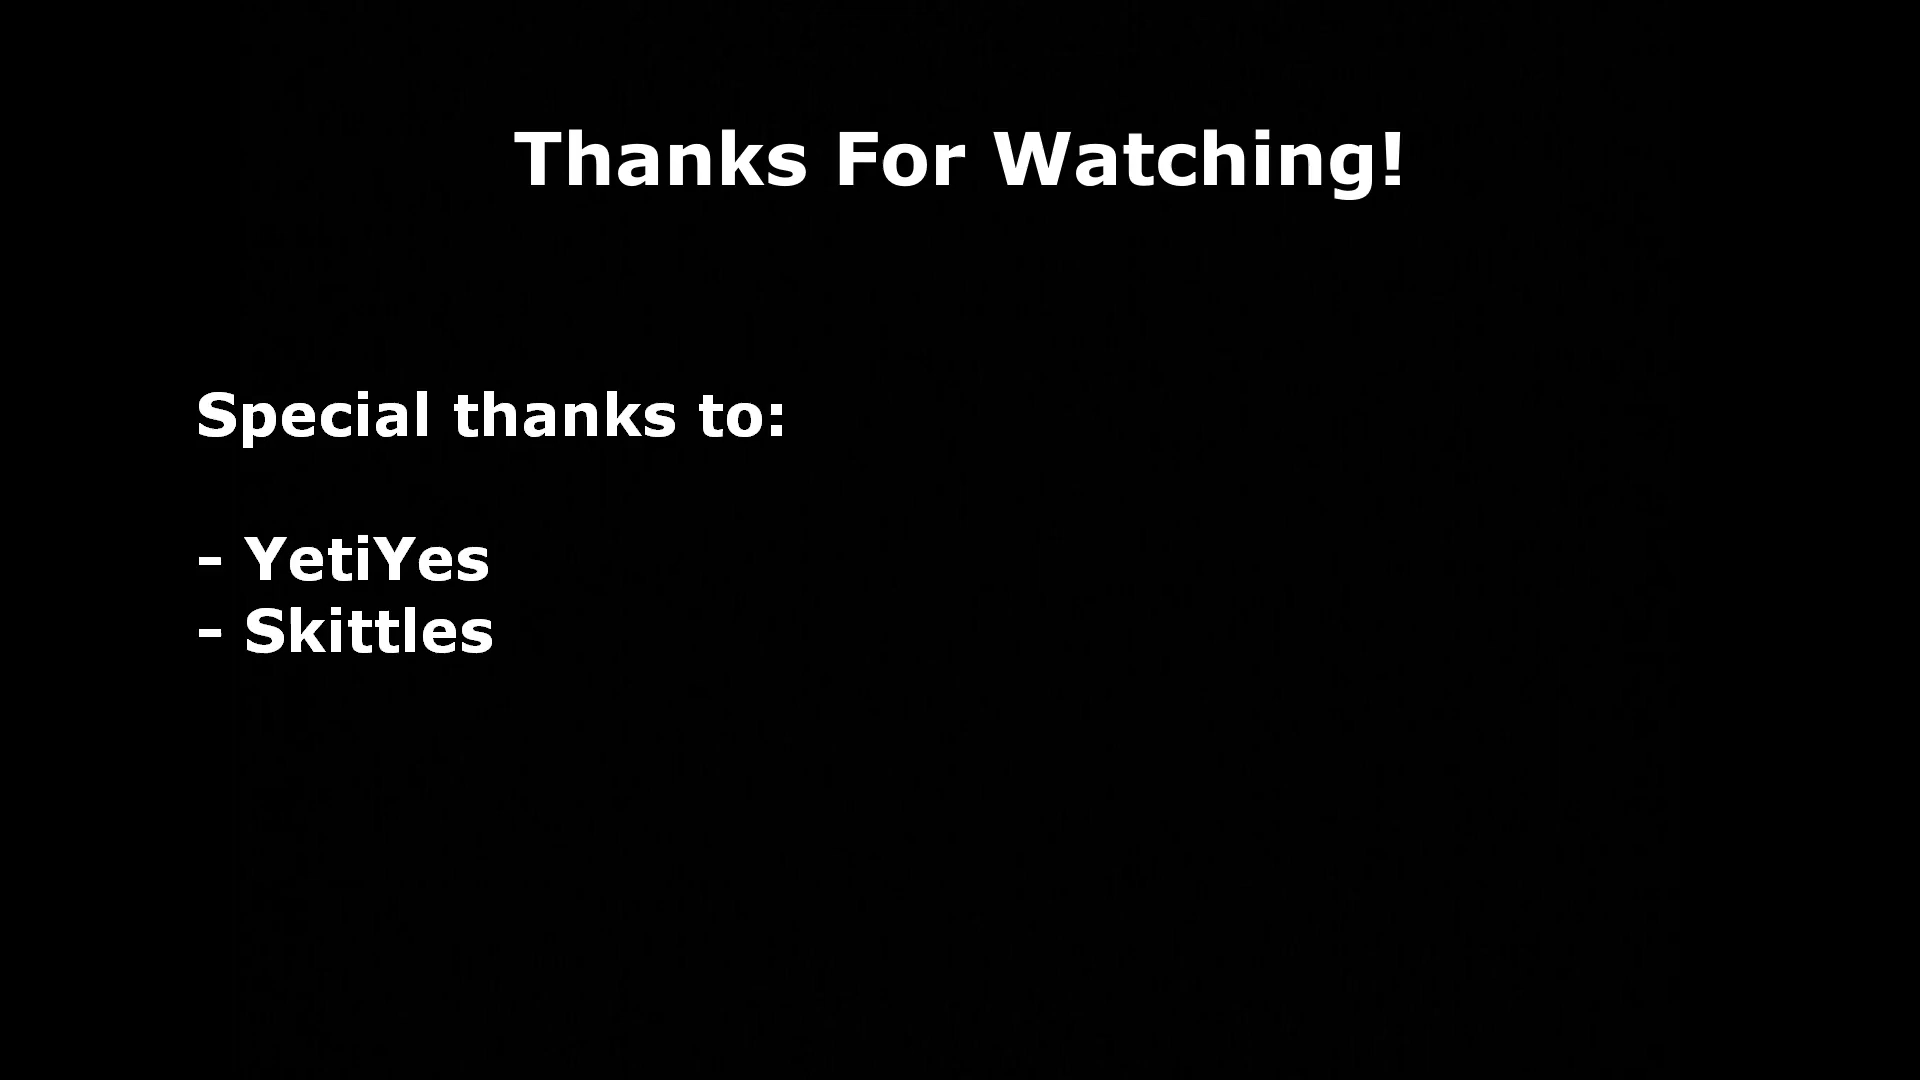 Thanks For Watching!
Special thanks to:
- YetiYes
- Skittles